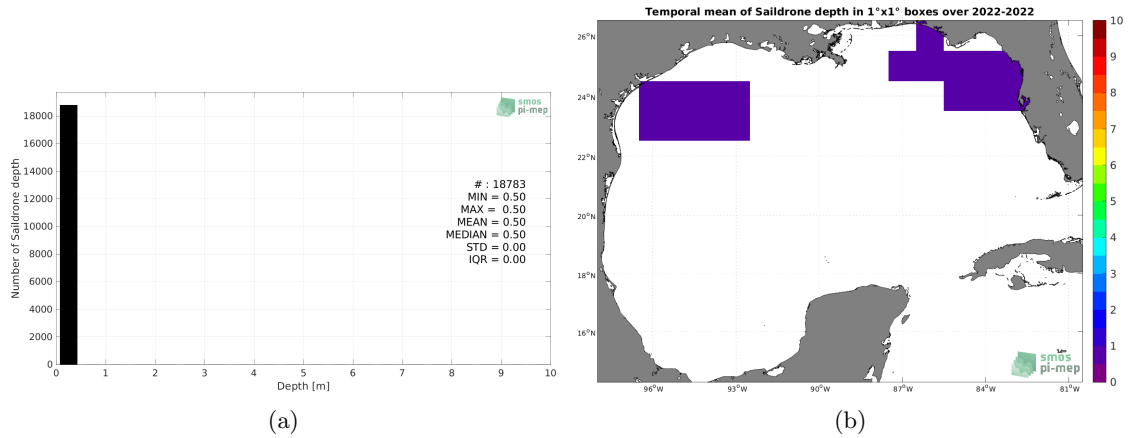 smos
pi-mep
Number of Saildrone depth
18000
16000
14000
12000
10000
8000
6000
4000
2000
0
# : 18783
MIN = 0.50
MAX = 0.50
MEAN = 0.50
MEDIAN = 0.50
STD = 0.00
IQR = 0.00
1 2 3 4 5 6 7 8 9 10
0
Depth [m]
(a)
Temporal mean of Saildrone depth in 1°x1° boxes over 2022-2022
26°N
24°N
22°N
20°N
18°N
16°N
96°W 93°W 90°W 87°W 84°W 81°W
smos
pi-mep
10
9
8
7
6
5
4
3
2
1
0
(b)